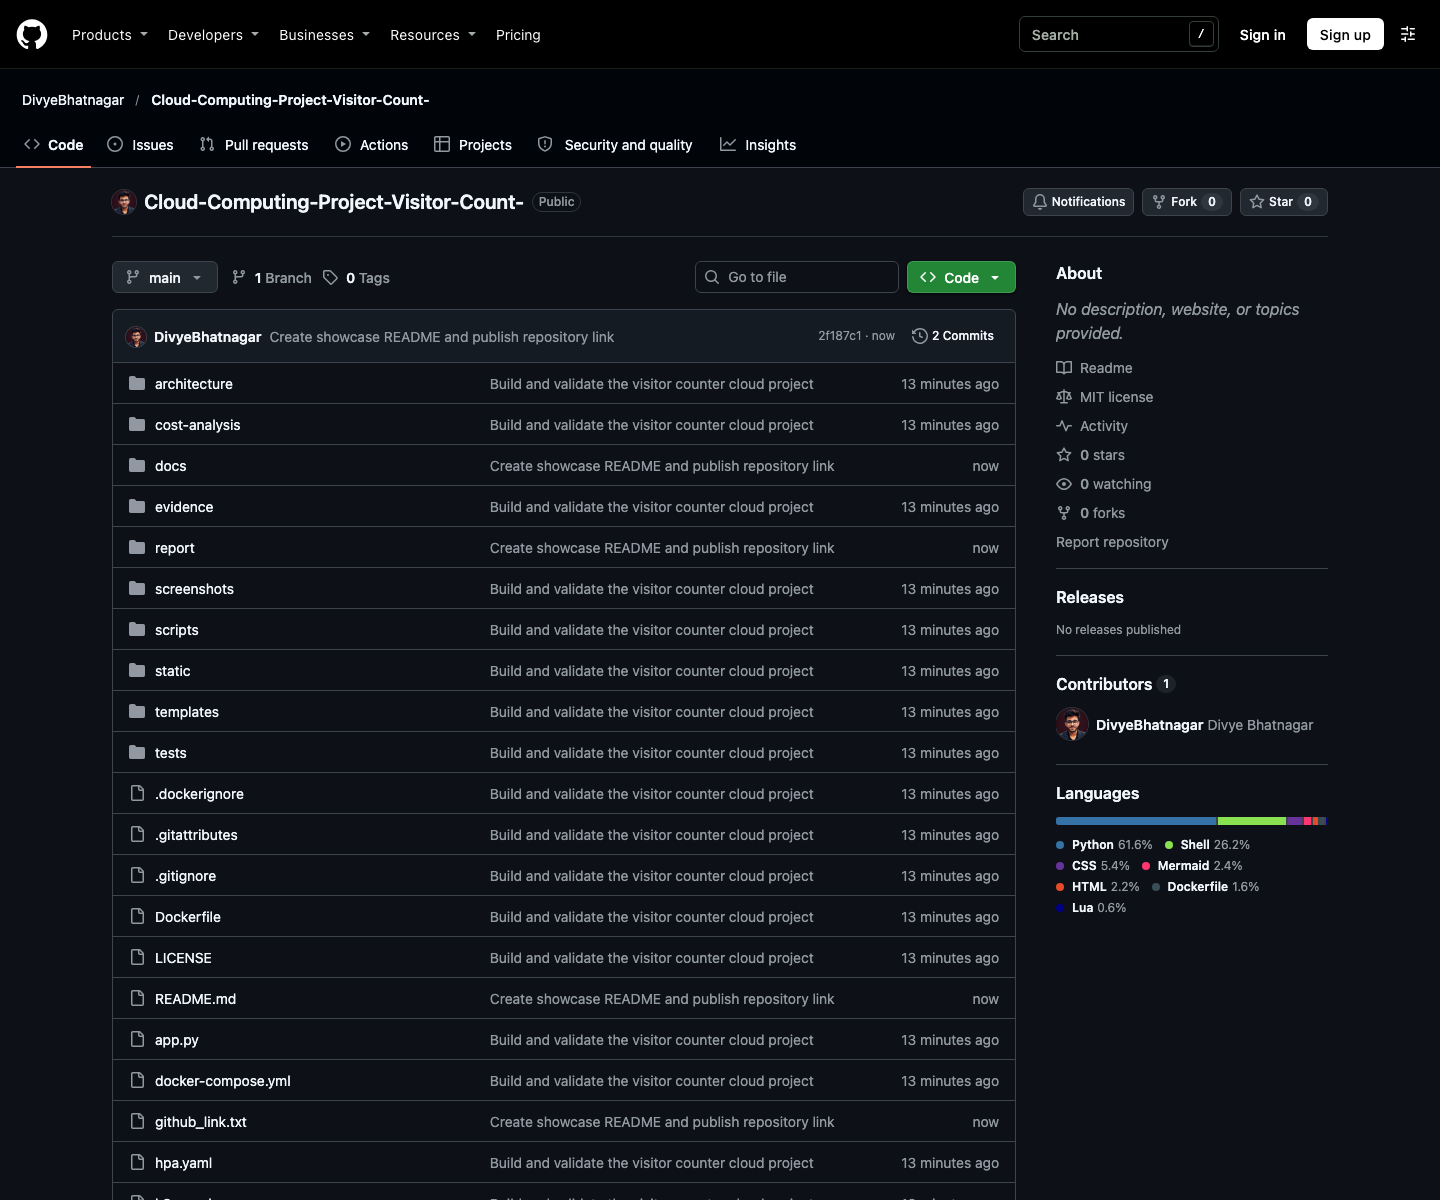 Products Developers Businesses Resources Pricing Search / Sign in Sign up
DivyeBhatnagar / Cloud-Computing-Project-Visitor-Count-
Code Issues Pull requests Actions Projects Security and quality Insights
Cloud-Computing-Project-Visitor-Count- Public Notifications Fork 0 Star 0
main 1 Branch 0 Tags Go to file Code
DivyeBhatnagar Create showcase README and publish repository link 2f187c1 · now 2 Commits
architecture Build and validate the visitor counter cloud project 13 minutes ago
cost-analysis Build and validate the visitor counter cloud project 13 minutes ago
docs Create showcase README and publish repository link now
evidence Build and validate the visitor counter cloud project 13 minutes ago
report Create showcase README and publish repository link now
screenshots Build and validate the visitor counter cloud project 13 minutes ago
scripts Build and validate the visitor counter cloud project 13 minutes ago
static Build and validate the visitor counter cloud project 13 minutes ago
templates Build and validate the visitor counter cloud project 13 minutes ago
tests Build and validate the visitor counter cloud project 13 minutes ago
.dockerignore Build and validate the visitor counter cloud project 13 minutes ago
.gitattributes Build and validate the visitor counter cloud project 13 minutes ago
.gitignore Build and validate the visitor counter cloud project 13 minutes ago
Dockerfile Build and validate the visitor counter cloud project 13 minutes ago
LICENSE Build and validate the visitor counter cloud project 13 minutes ago
README.md Create showcase README and publish repository link now
app.py Build and validate the visitor counter cloud project 13 minutes ago
docker-compose.yml Build and validate the visitor counter cloud project 13 minutes ago
github_link.txt Create showcase README and publish repository link now
hpa.yaml Build and validate the visitor counter cloud project 13 minutes ago
About
No description, website, or topics
provided.
Readme
MIT license
Activity
0 stars
0 watching
0 forks
Report repository
Releases
No releases published
Contributors 1
DivyeBhatnagar Divye Bhatnagar
Languages
Python 61.6% Shell 26.2%
CSS 5.4% Mermaid 2.4%
HTML 2.2% Dockerfile 1.6%
Lua 0.6%